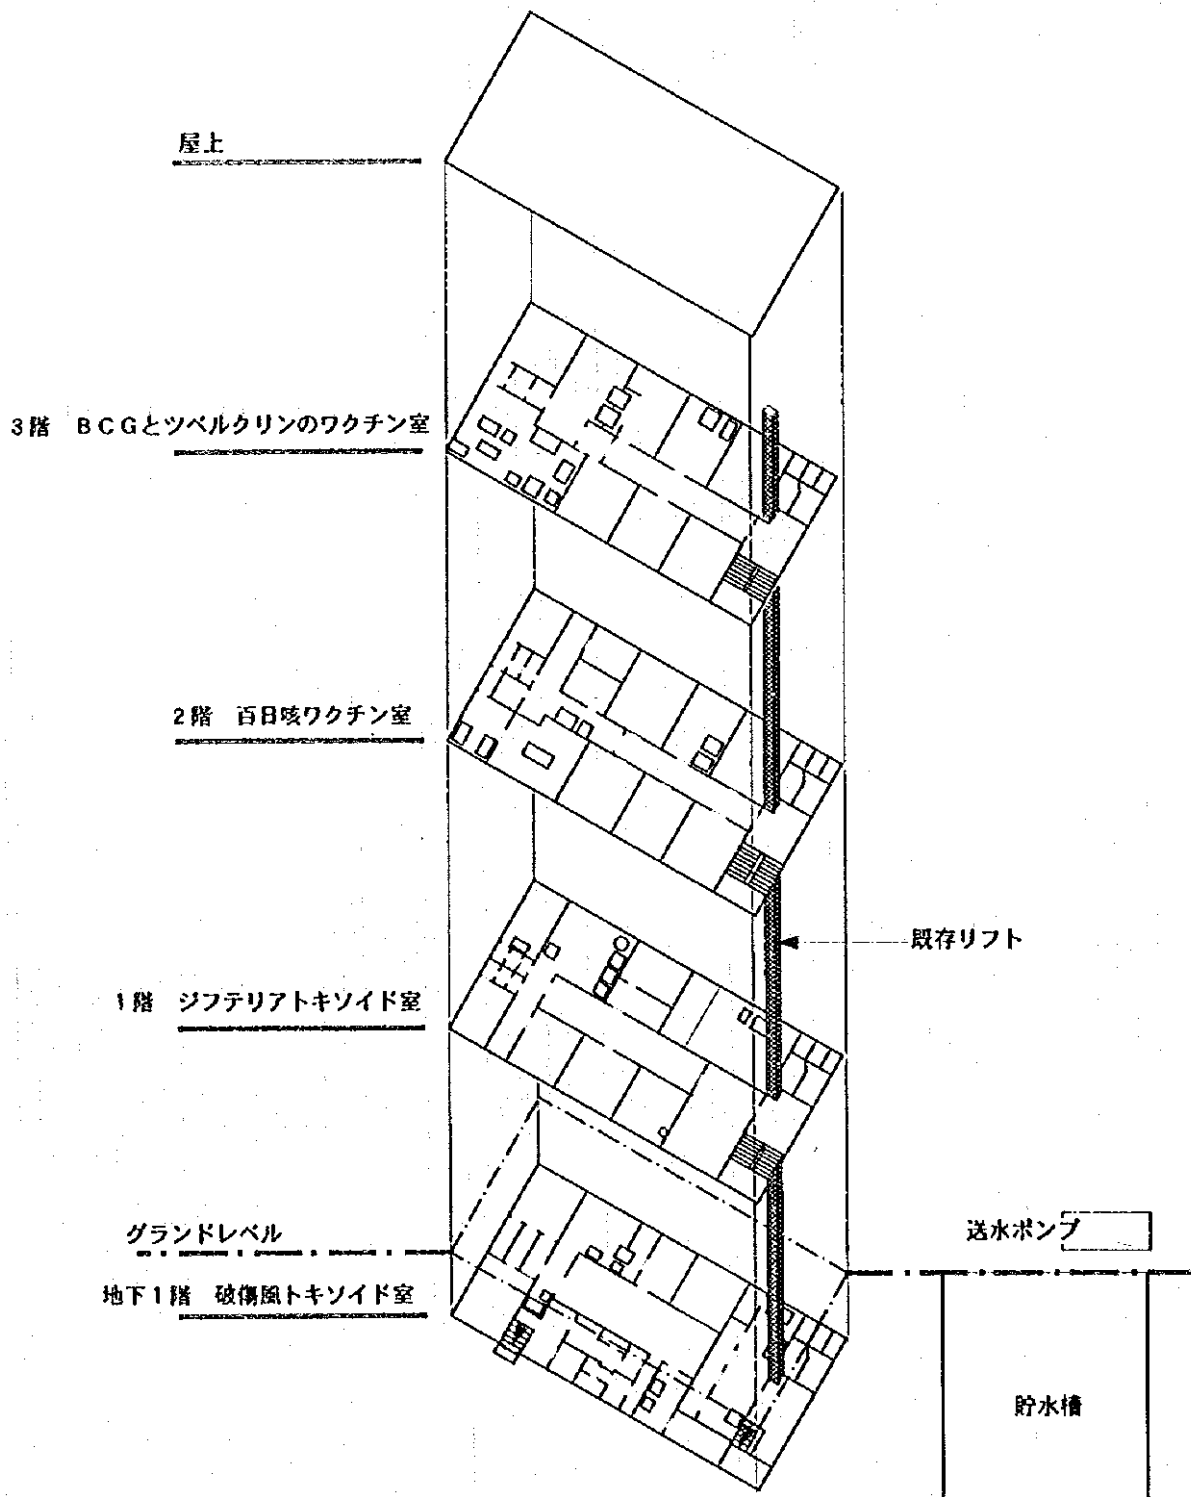 屋上
3階 BCGとツベルクリンのワクチン室
2階 百日咳ワクチン室
既存リフト
1階 ジフテリアトキソイド室
グランドレベル
送水ポンプ
地下1階 破傷風トキソイド室
貯水槽